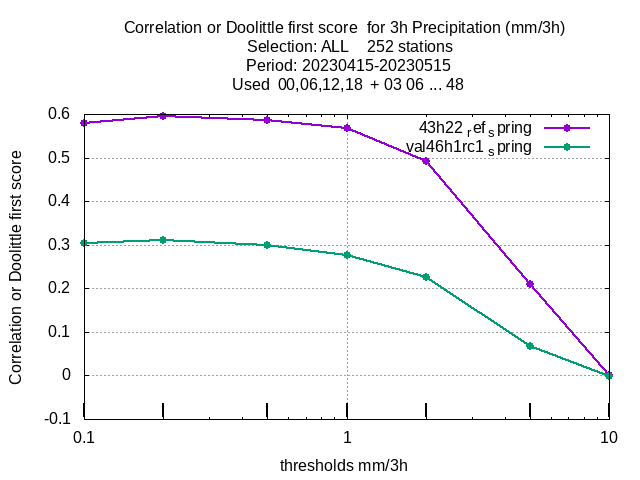 Correlation or Doolittle first score  for 3h Precipitation (mm/3h)
Selection: ALL    252 stations
Period: 20230415-20230515
Used  00,06,12,18  + 03 06 ... 48
43h22 ref spring
val46h1rc1 spring
Correlation or Doolittle first score
0.6
0.5
0.4
0.3
0.2
0.1
0
-0.1
0.1 1 10
thresholds mm/3h